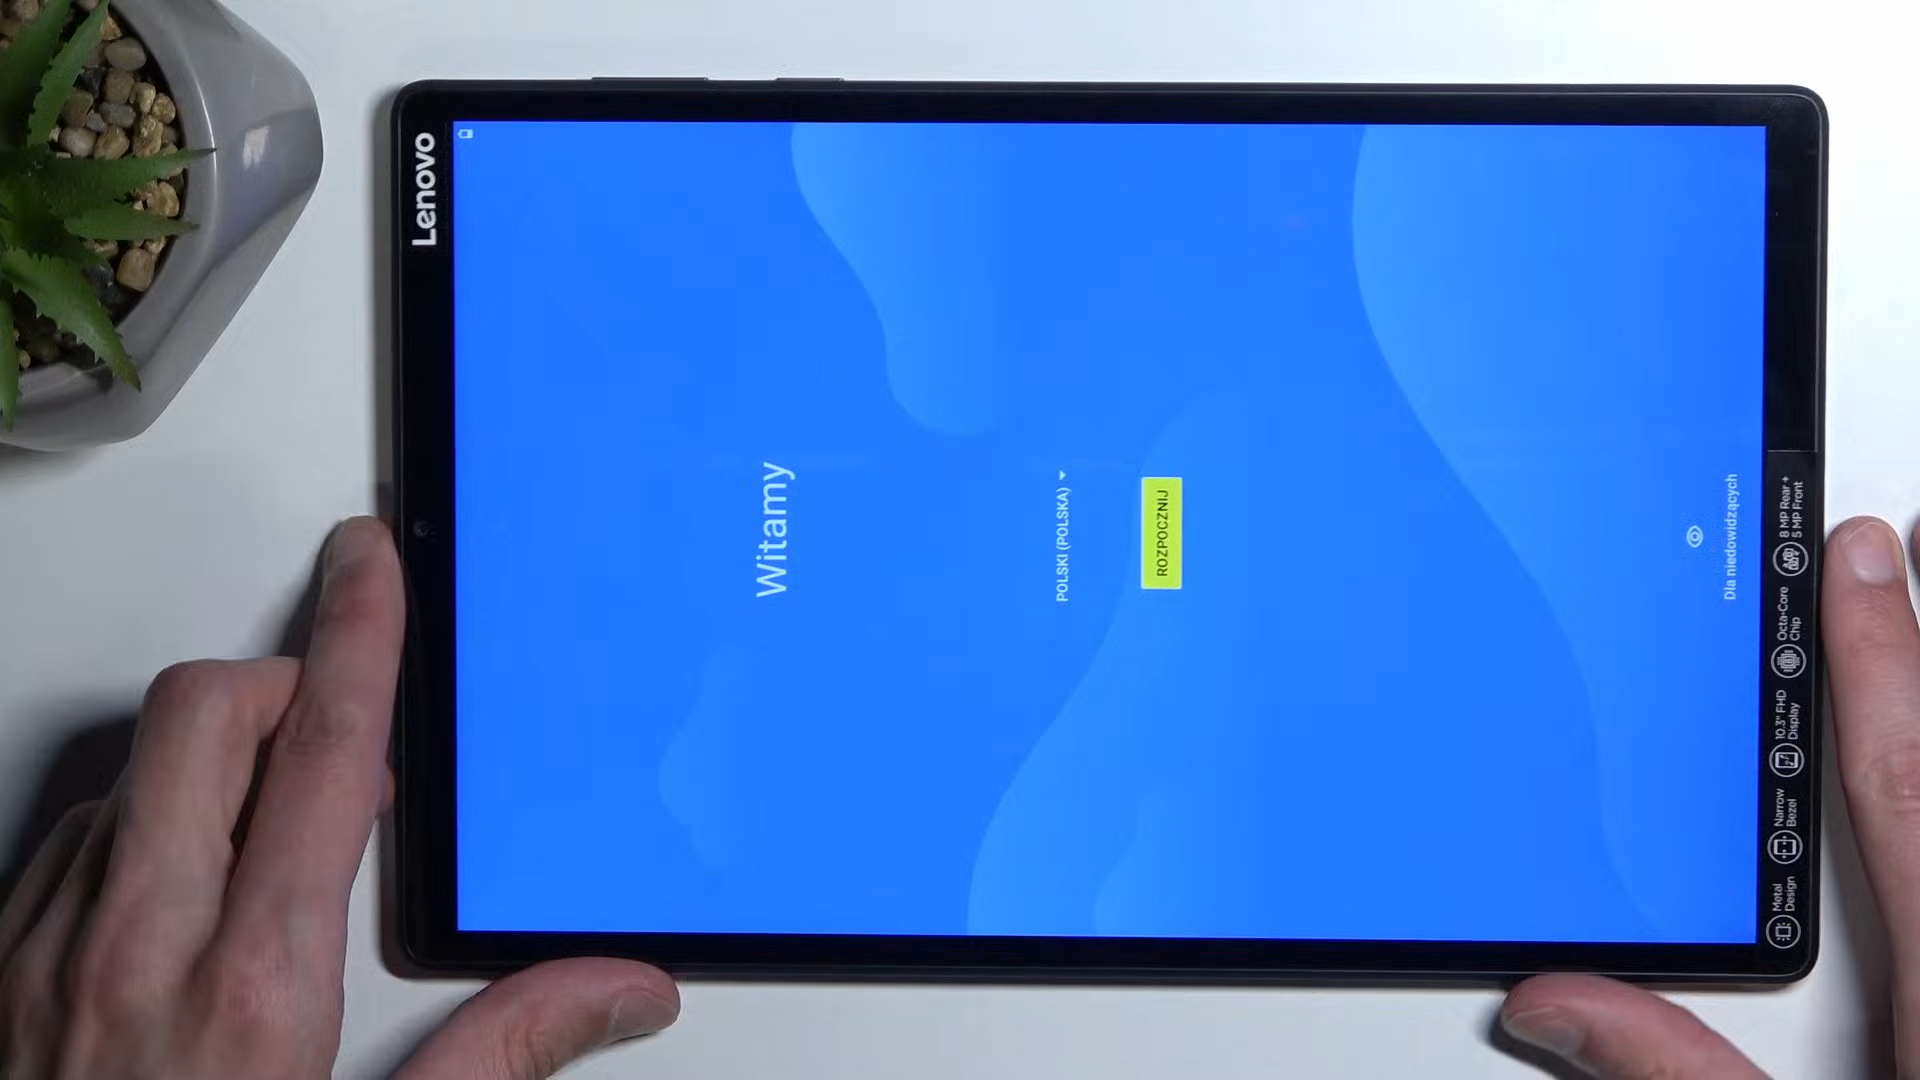 Lenovo
Witamy
POLSKI (POLSKA)
ROZPOCZNIJ
Dla niedowidzących
Metal
Design
Narrow
Bezel
10.3" FHD
Display
Octa-Core
Chip
8 MP Rear +
5 MP Front